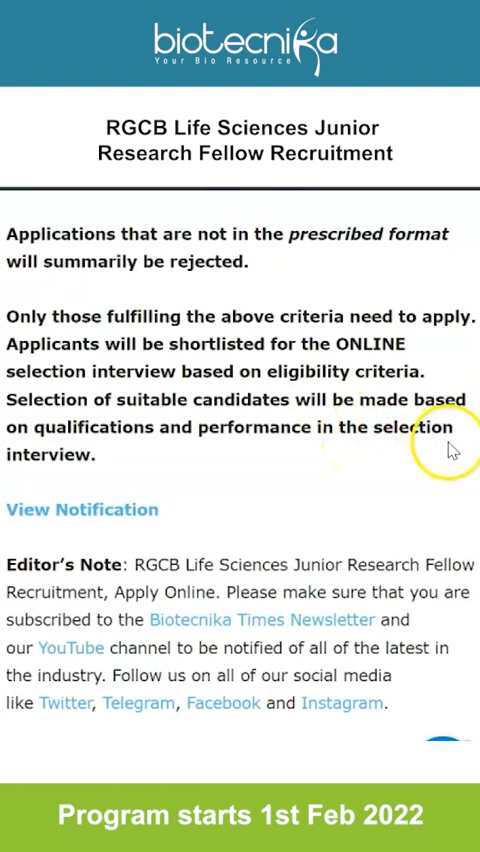 biotecnika
Your Bio Resource
RGCB Life Sciences Junior
Research Fellow Recruitment
Applications that are not in the prescribed format
will summarily be rejected.
Only those fulfilling the above criteria need to apply.
Applicants will be shortlisted for the ONLINE
selection interview based on eligibility criteria.
Selection of suitable candidates will be made based
on qualifications and performance in the selection
interview.
View Notification
Editor’s Note: RGCB Life Sciences Junior Research Fellow
Recruitment, Apply Online. Please make sure that you are
subscribed to the Biotecnika Times Newsletter and
our YouTube channel to be notified of all of the latest in
the industry. Follow us on all of our social media
like Twitter, Telegram, Facebook and Instagram.
Program starts 1st Feb 2022